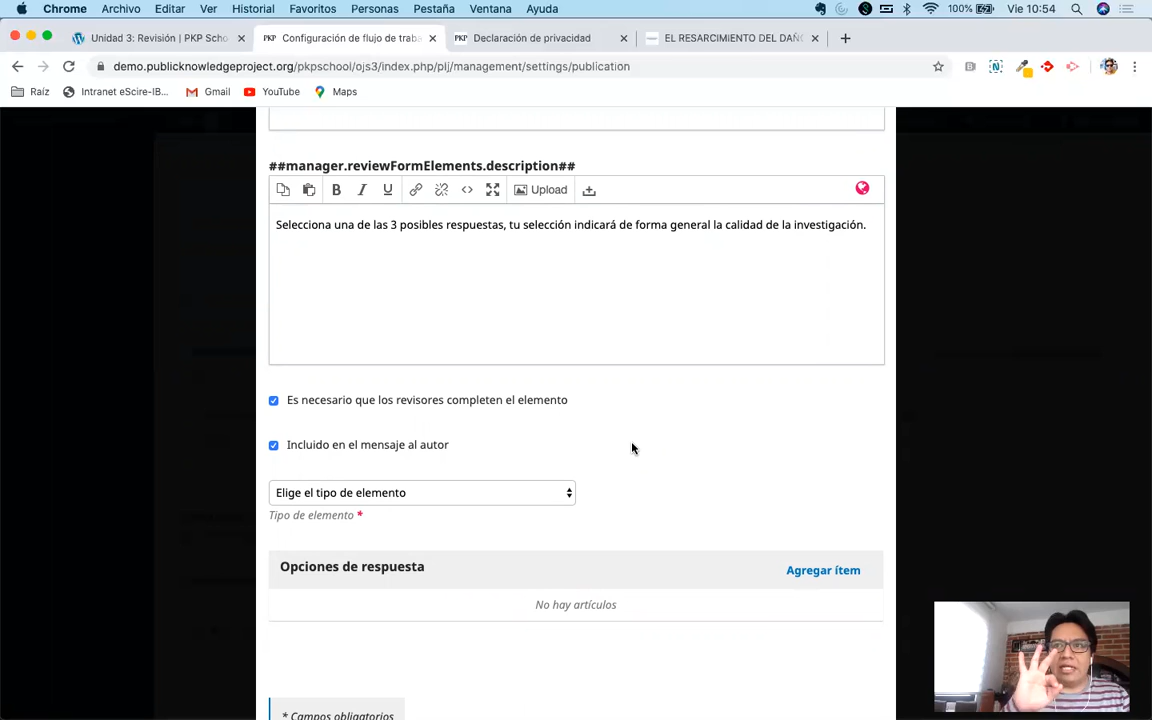 Chrome Archivo Editar Ver Historial Favoritos Personas Pestaña Ventana Ayuda 100% Vie 10:54
Unidad 3: Revisión | PKP Scho Configuración de flujo de traba Declaración de privacidad EL RESARCIMIENTO DEL DAÑO
demo.publicknowledgeproject.org/pkpschool/ojs3/index.php/pij/management/settings/publication
Raíz Intranet eScire-IB... Gmail YouTube Maps
##manager.reviewFormElements.description##
B I U Upload
Selecciona una de las 3 posibles respuestas, tu selección indicará de forma general la calidad de la investigación.
Es necesario que los revisores completen el elemento
Incluido en el mensaje al autor
Elige el tipo de elemento
Tipo de elemento *
Opciones de respuesta Agregar ítem
No hay artículos
* Campos obligatorios